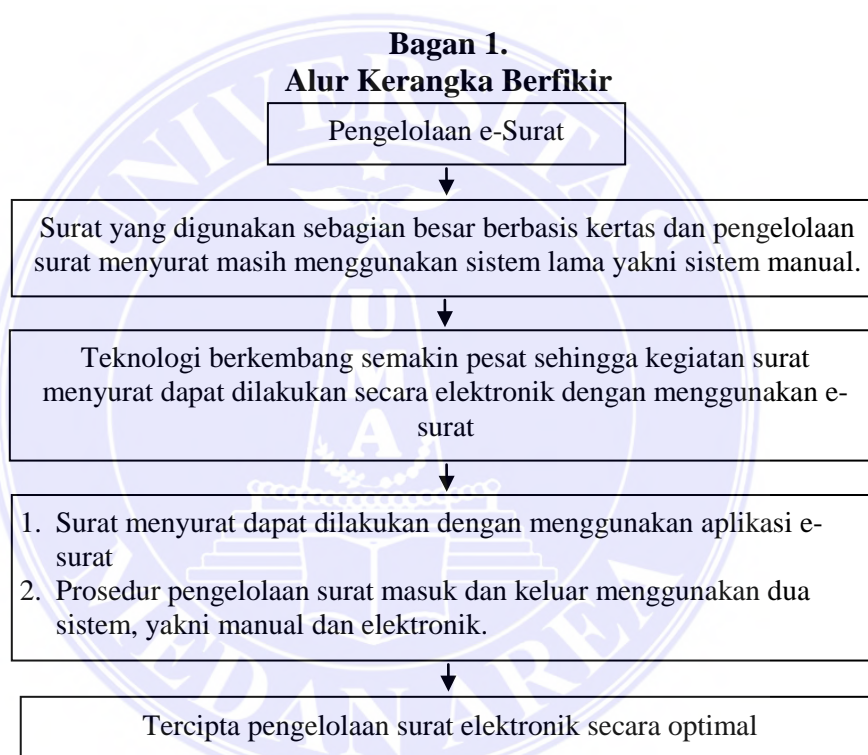 Bagan 1.
Alur Kerangka Berfikir
Pengelolaan e-Surat
Surat yang digunakan sebagian besar berbasis kertas dan pengelolaan
surat menyurat masih menggunakan sistem lama yakni sistem manual.
Teknologi berkembang semakin pesat sehingga kegiatan surat
menyurat dapat dilakukan secara elektronik dengan menggunakan e-
surat
1. Surat menyurat dapat dilakukan dengan menggunakan aplikasi e-
surat
2. Prosedur pengelolaan surat masuk dan keluar menggunakan dua
sistem, yakni manual dan elektronik.
Tercipta pengelolaan surat elektronik secara optimal
UNIVERSITAS
MEDAN AREA
U
M
A